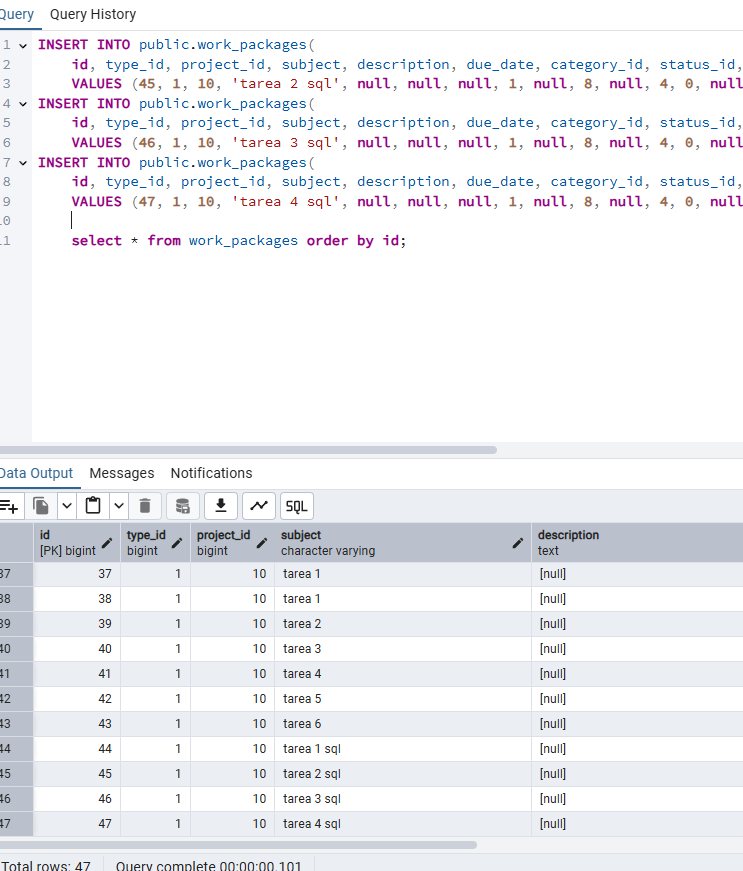 Query Query History
1 INSERT INTO public.work_packages(
2 id, type_id, project_id, subject, description, due_date, category_id, status_id,
3 VALUES (45, 1, 10, 'tarea 2 sql', null, null, null, 1, null, 8, null, 4, 0, null
4 INSERT INTO public.work_packages(
5 id, type_id, project_id, subject, description, due_date, category_id, status_id,
6 VALUES (46, 1, 10, 'tarea 3 sql', null, null, null, 1, null, 8, null, 4, 0, null
7 INSERT INTO public.work_packages(
8 id, type_id, project_id, subject, description, due_date, category_id, status_id,
9 VALUES (47, 1, 10, 'tarea 4 sql', null, null, null, 1, null, 8, null, 4, 0, null
10
11 select * from work_packages order by id;
Data Output Messages Notifications
SQL
id type_id project_id subject description
[PK] bigint bigint bigint character varying text
37 37 1 10 tarea 1 [null]
38 38 1 10 tarea 1 [null]
39 39 1 10 tarea 2 [null]
40 40 1 10 tarea 3 [null]
41 41 1 10 tarea 4 [null]
42 42 1 10 tarea 5 [null]
43 43 1 10 tarea 6 [null]
44 44 1 10 tarea 1 sql [null]
45 45 1 10 tarea 2 sql [null]
46 46 1 10 tarea 3 sql [null]
47 47 1 10 tarea 4 sql [null]
Total rows: 47 Query complete 00:00:00.101